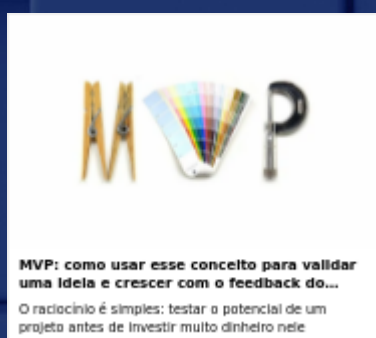 MVP
MVP: como usar esse conceito para validar
uma ideia e crescer com o feedback do...
O raciocínio é simples: testar o potencial de um
projeto antes de investir muito dinheiro nele